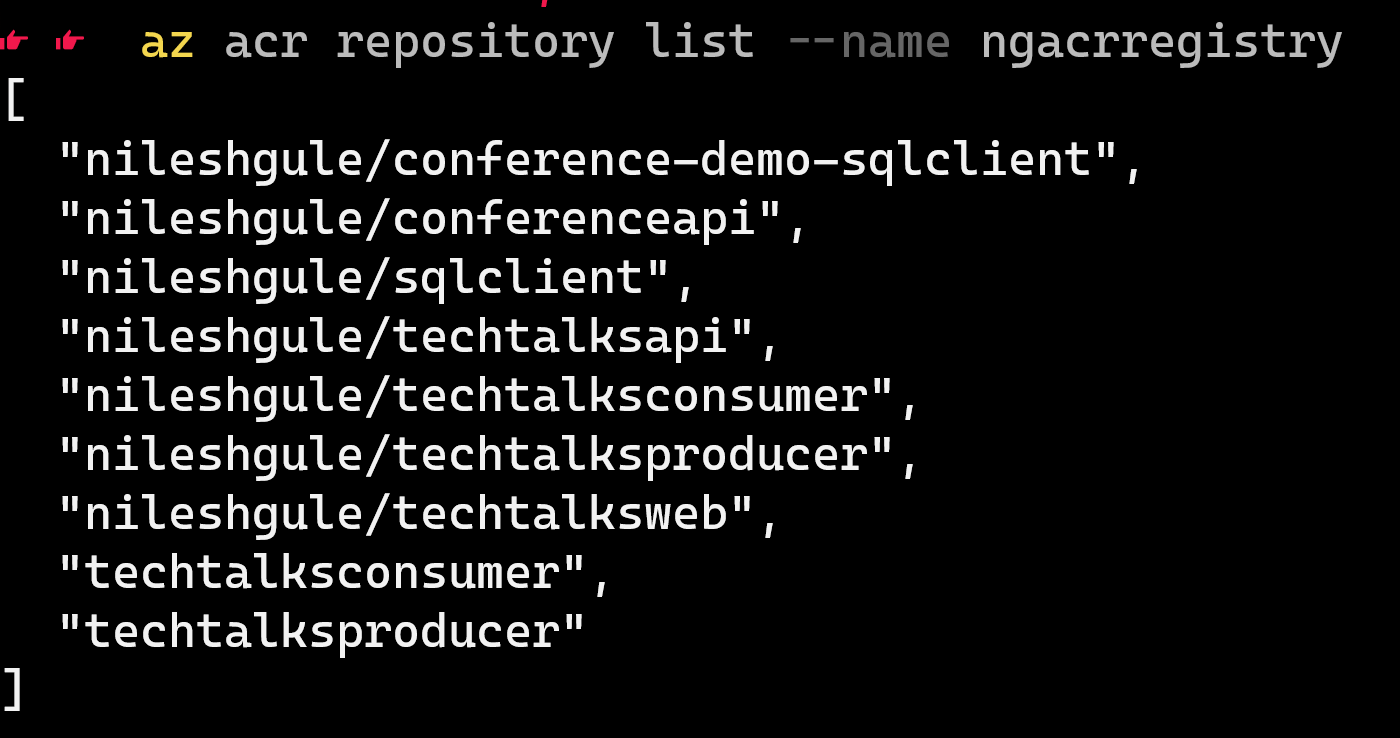 az acr repository list --name ngacrregistry
[
"nileshgule/conference-demo-sqlclient",
"nileshgule/conferenceapi",
"nileshgule/sqlclient",
"nileshgule/techtalksapi",
"nileshgule/techtalksconsumer",
"nileshgule/techtalksproducer",
"nileshgule/techtalksweb",
"techtalksconsumer",
"techtalksproducer"
]